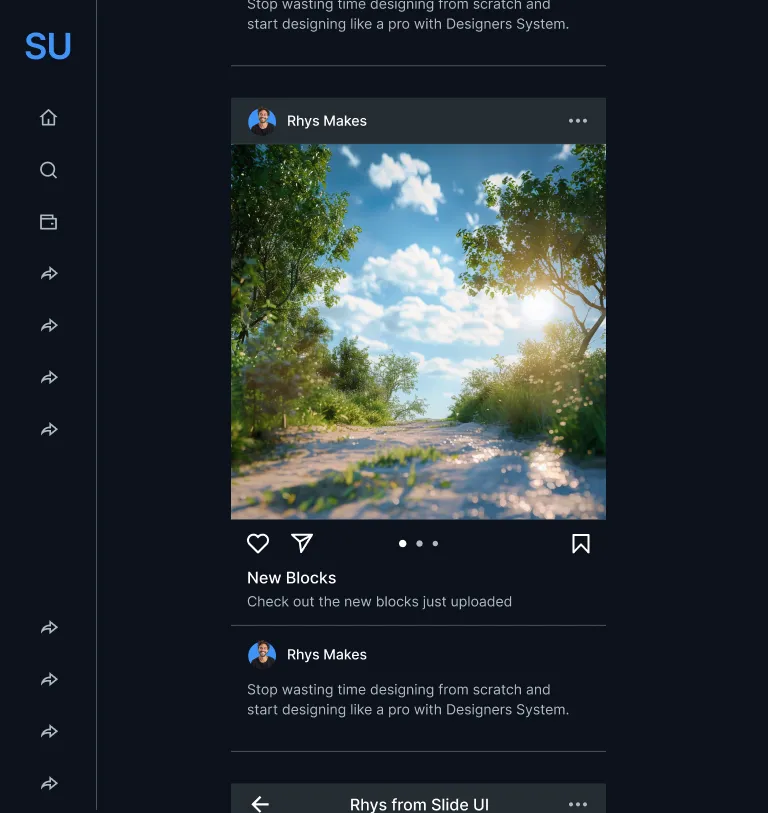 SU
Stop wasting time designing from scratch and
start designing like a pro with Designers System.
Rhys Makes
New Blocks
Check out the new blocks just uploaded
Rhys Makes
Stop wasting time designing from scratch and
start designing like a pro with Designers System.
Rhys from Slide UI